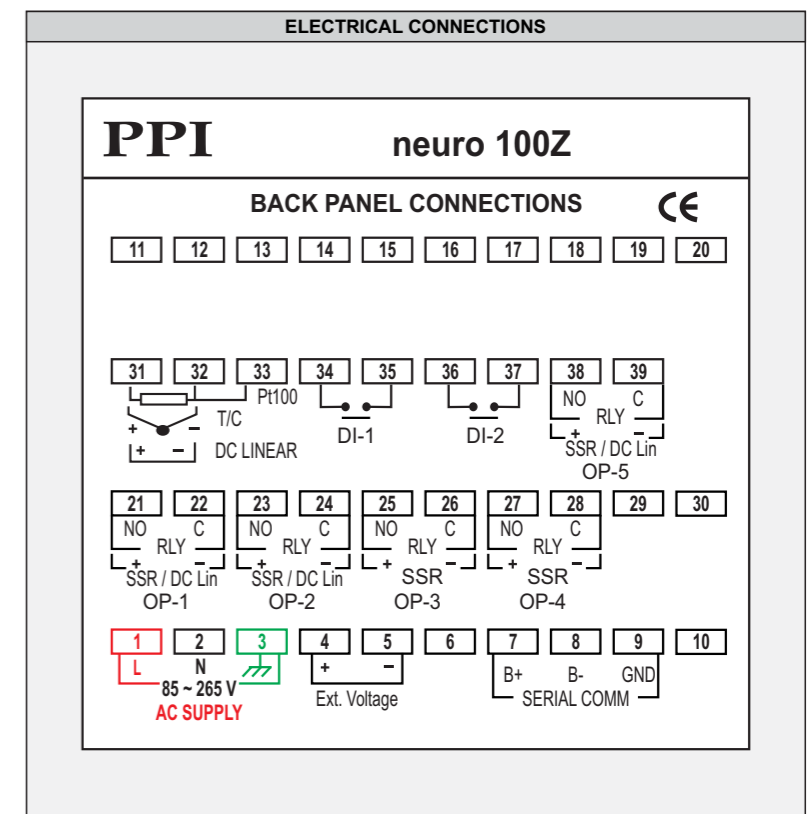 ELECTRICAL CONNECTIONS
PPI neuro 100Z
BACK PANEL CONNECTIONS CE
11 12 13 14 15 16 17 18 19 20
31 32 33 34 35 36 37 38 39
Pt100 NO C
T/C RLY
+ - DI-1 DI-2 + -
+ - DC LINEAR SSR / DC Lin
OP-5
21 22 23 24 25 26 27 28 29 30
NO C NO C NO C NO C
RLY RLY RLY RLY
+ - + - + - + -
SSR / DC Lin SSR / DC Lin SSR SSR
OP-1 OP-2 OP-3 OP-4
1 2 3 4 5 6 7 8 9 10
L N + - B+ B- GND
85 ~ 265 V Ext. Voltage SERIAL COMM
AC SUPPLY